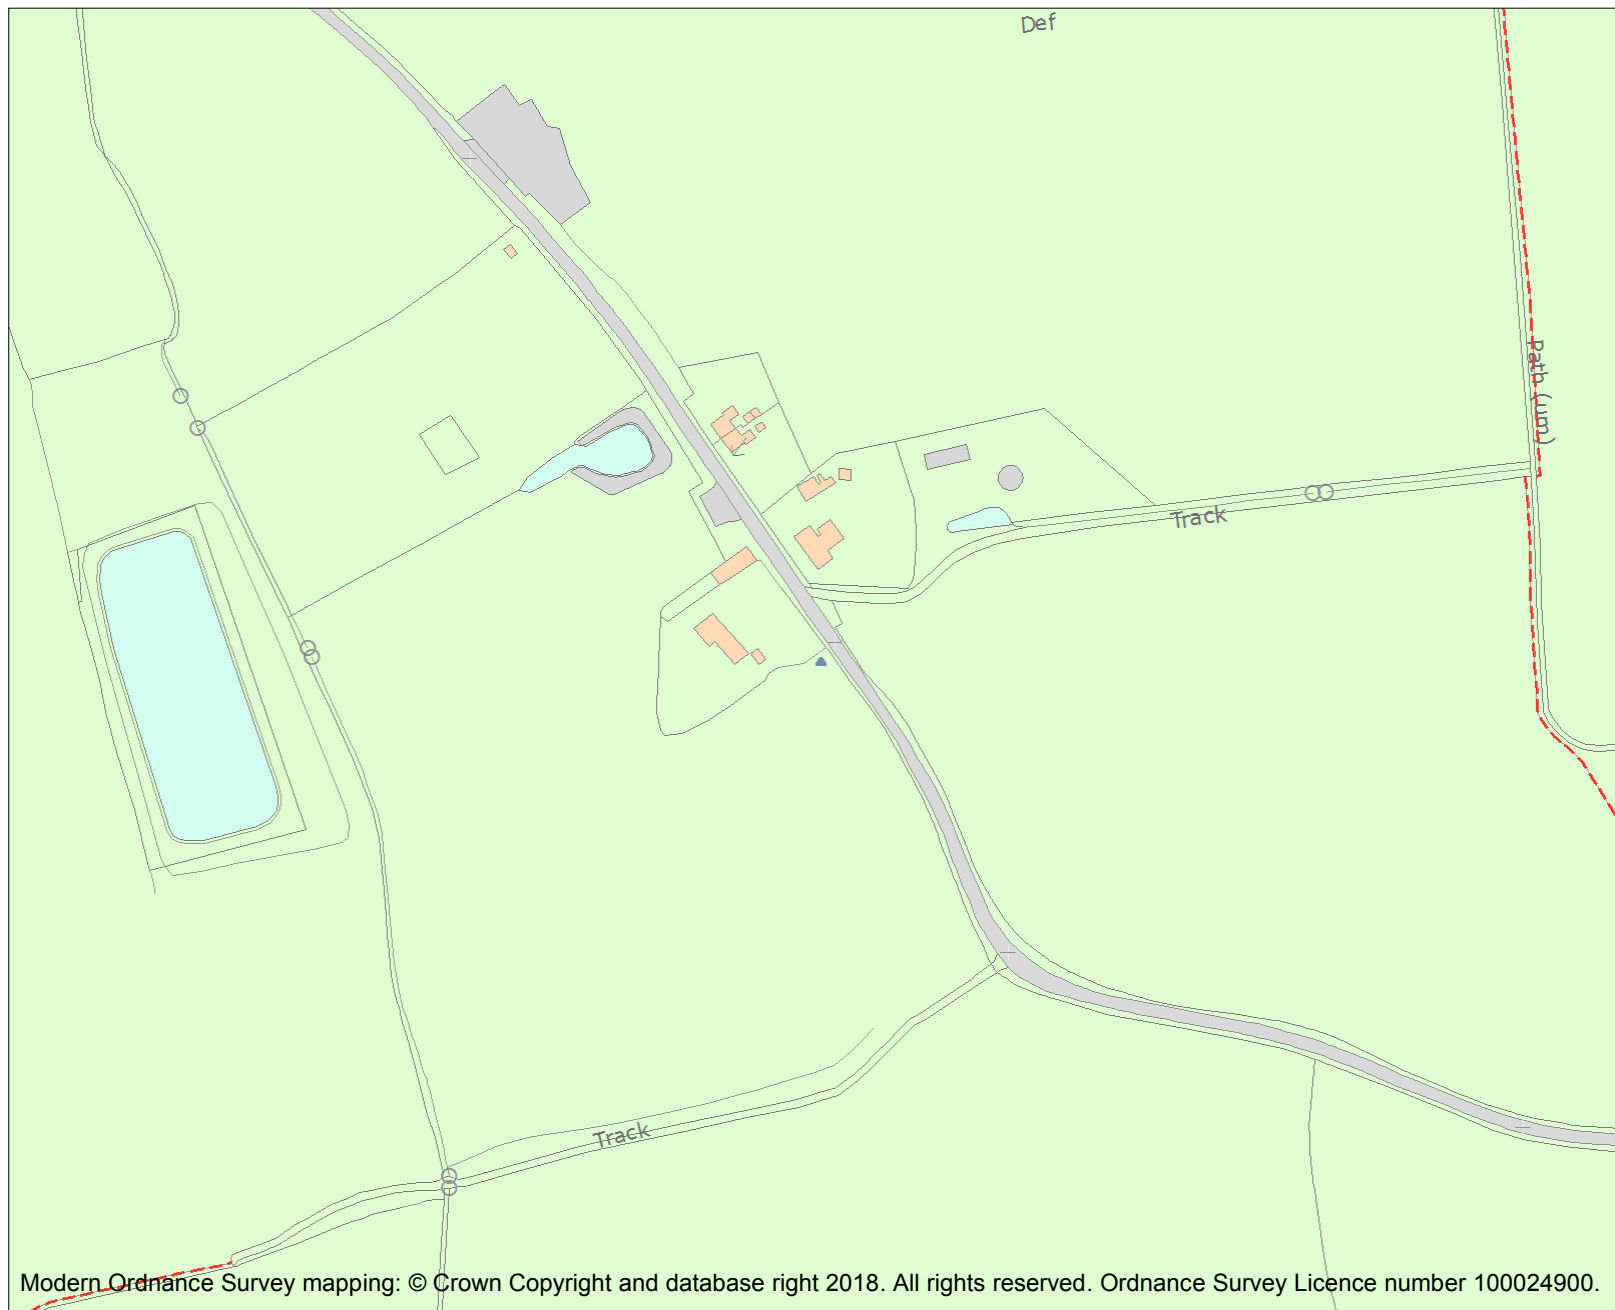 Def
Path (um)
Track
Track
Modern Ordnance Survey mapping: © Crown Copyright and database right 2018. All rights reserved. Ordnance Survey Licence number 100024900.